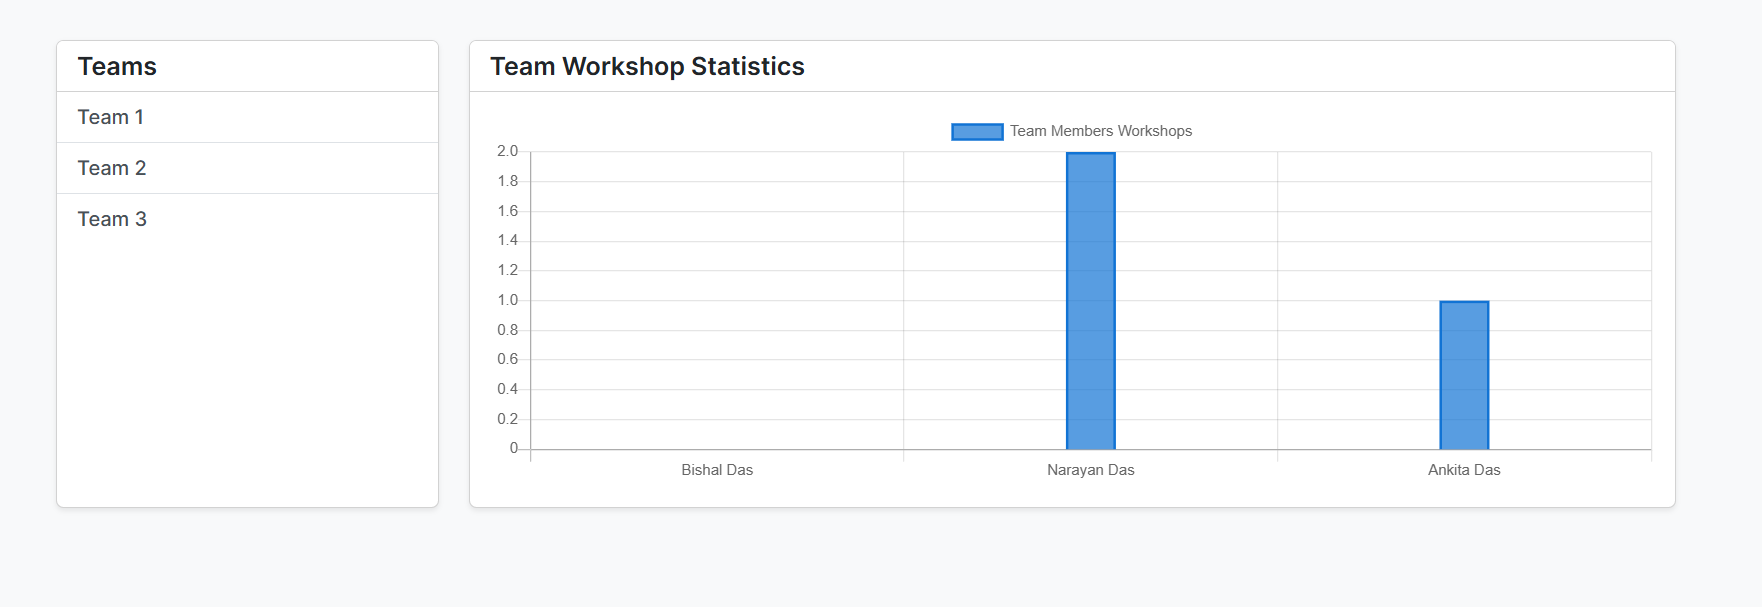 Teams
Team 1
Team 2
Team 3
Team Workshop Statistics
Team Members Workshops
2.0
1.8
1.6
1.4
1.2
1.0
0.8
0.6
0.4
0.2
0
Bishal Das
Narayan Das
Ankita Das